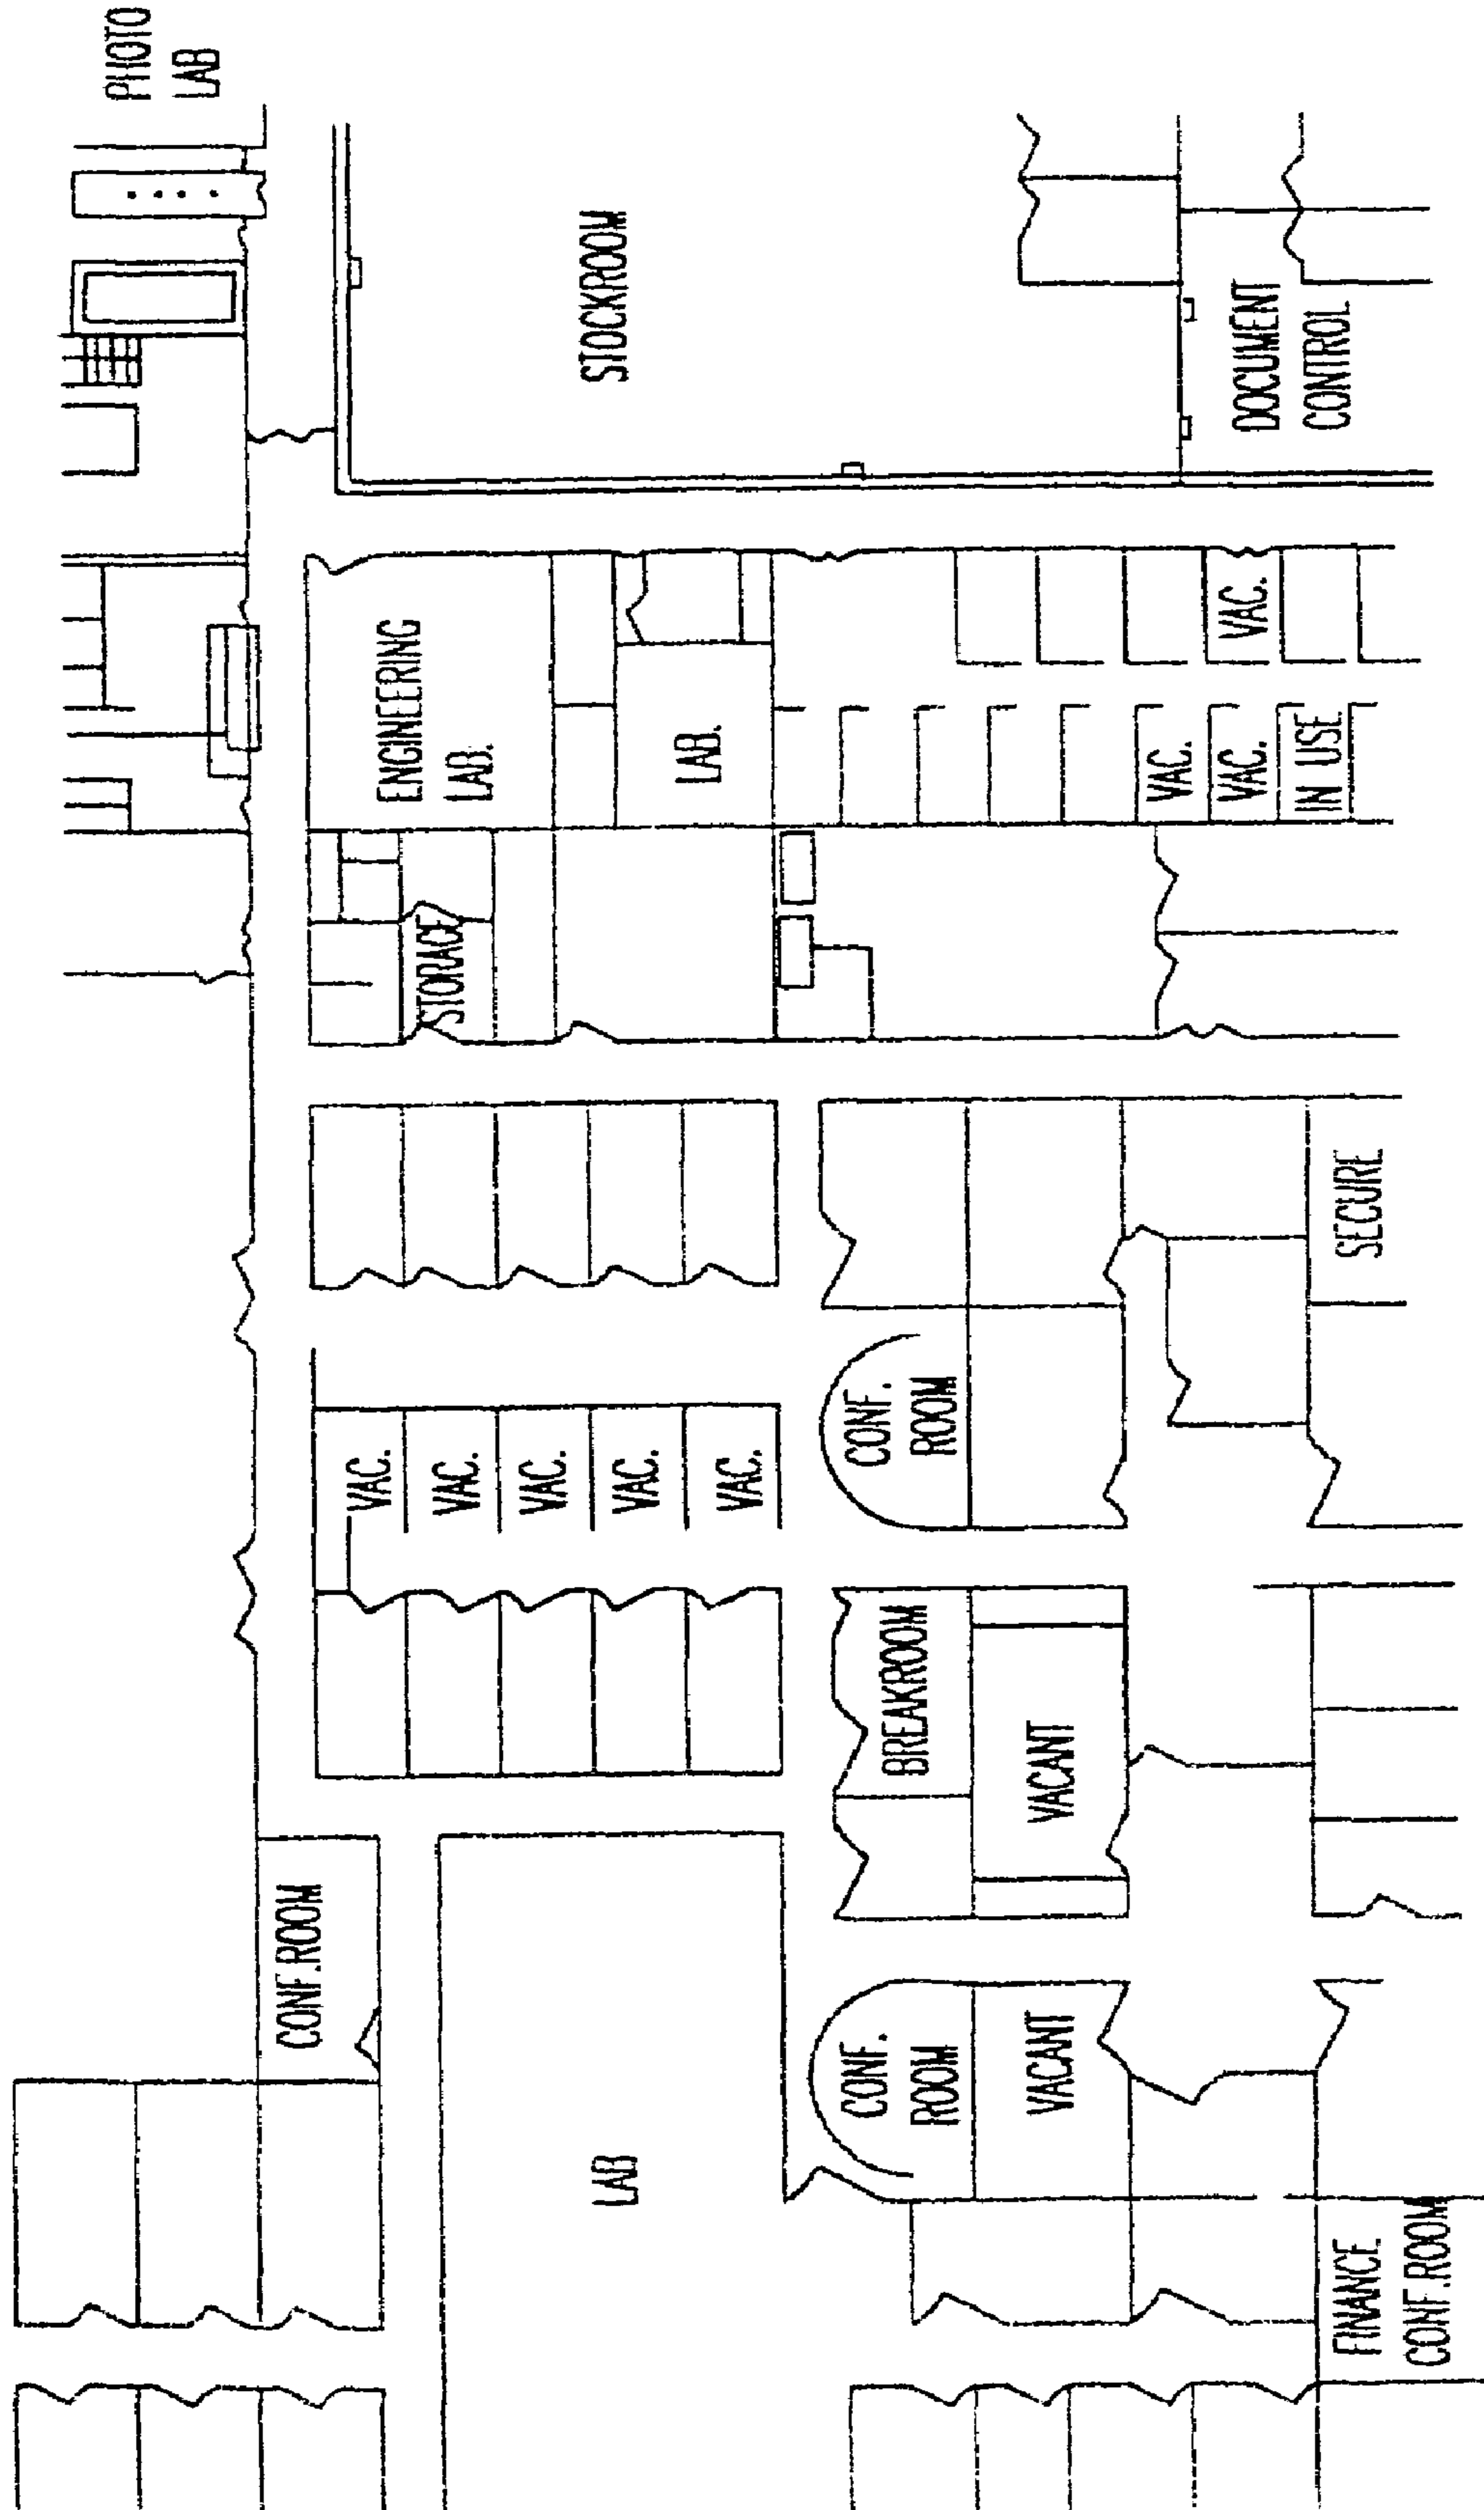 PHOTO
LAB
CONF.ROOM
VAC.
ENGINEERING
LAB.
STORAGE
VAC.
VAC.
LAB
VAC.
STOCKROOM
LAB.
VAC.
CONF.
ROOM
BREAKROOM
CONF.
ROOM
VACANT
VACANT
VAC.
VAC.
VAC.
IN USE
DOCUMENT
CONTROL
FINANCE
CONF.ROOM
SECURE